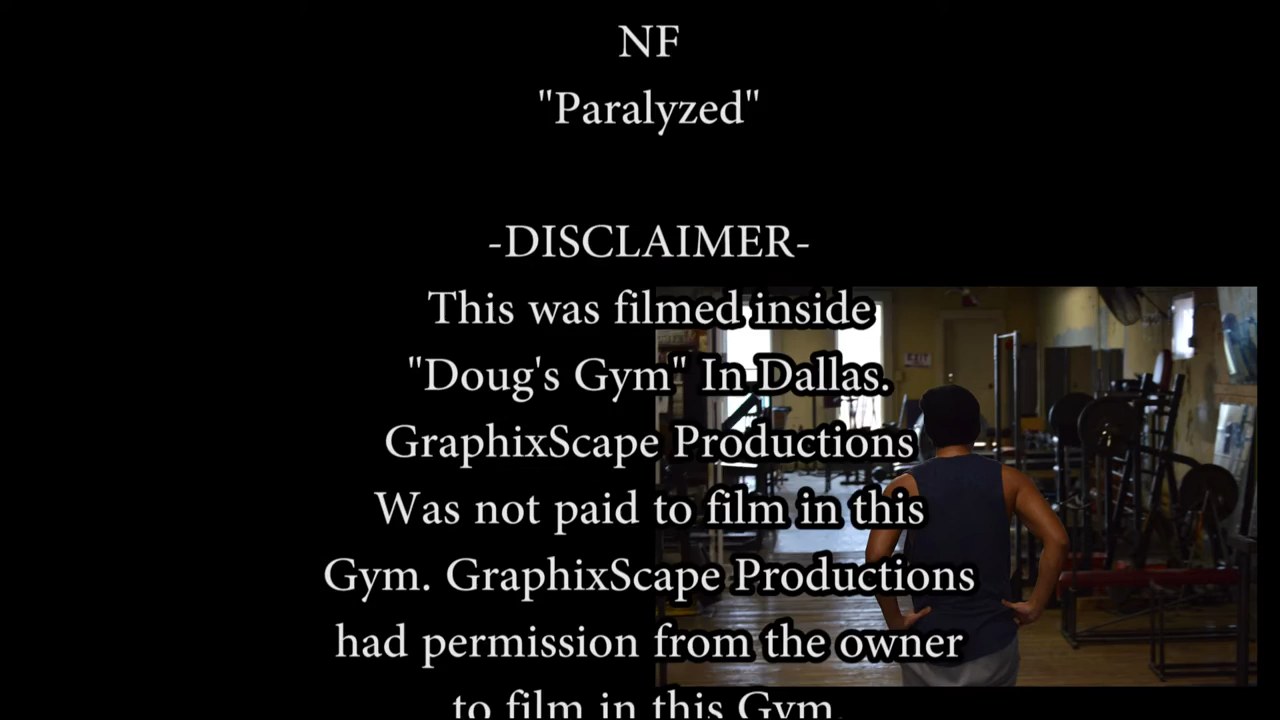 NF
"Paralyzed"
-DISCLAIMER-
This was filmed inside
"Doug's Gym" In Dallas.
GraphixScape Productions
Was not paid to film in this
Gym. GraphixScape Productions
had permission from the owner
to film in this Gym.
EXIT